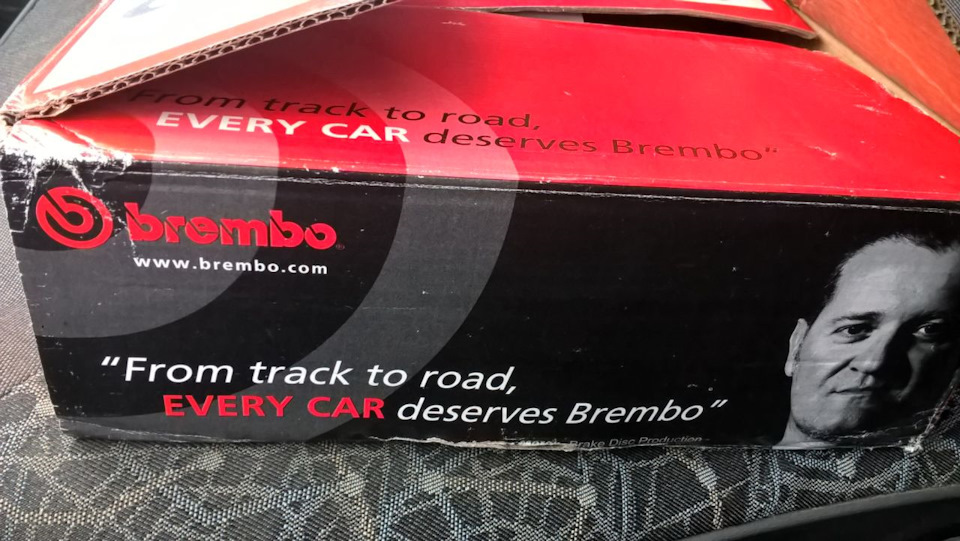 From track to road,
EVERY CAR deserves Brembo"
brembo
www.brembo.com
"From track to road,
EVERY CAR deserves Brembo"
Brake Disc Production